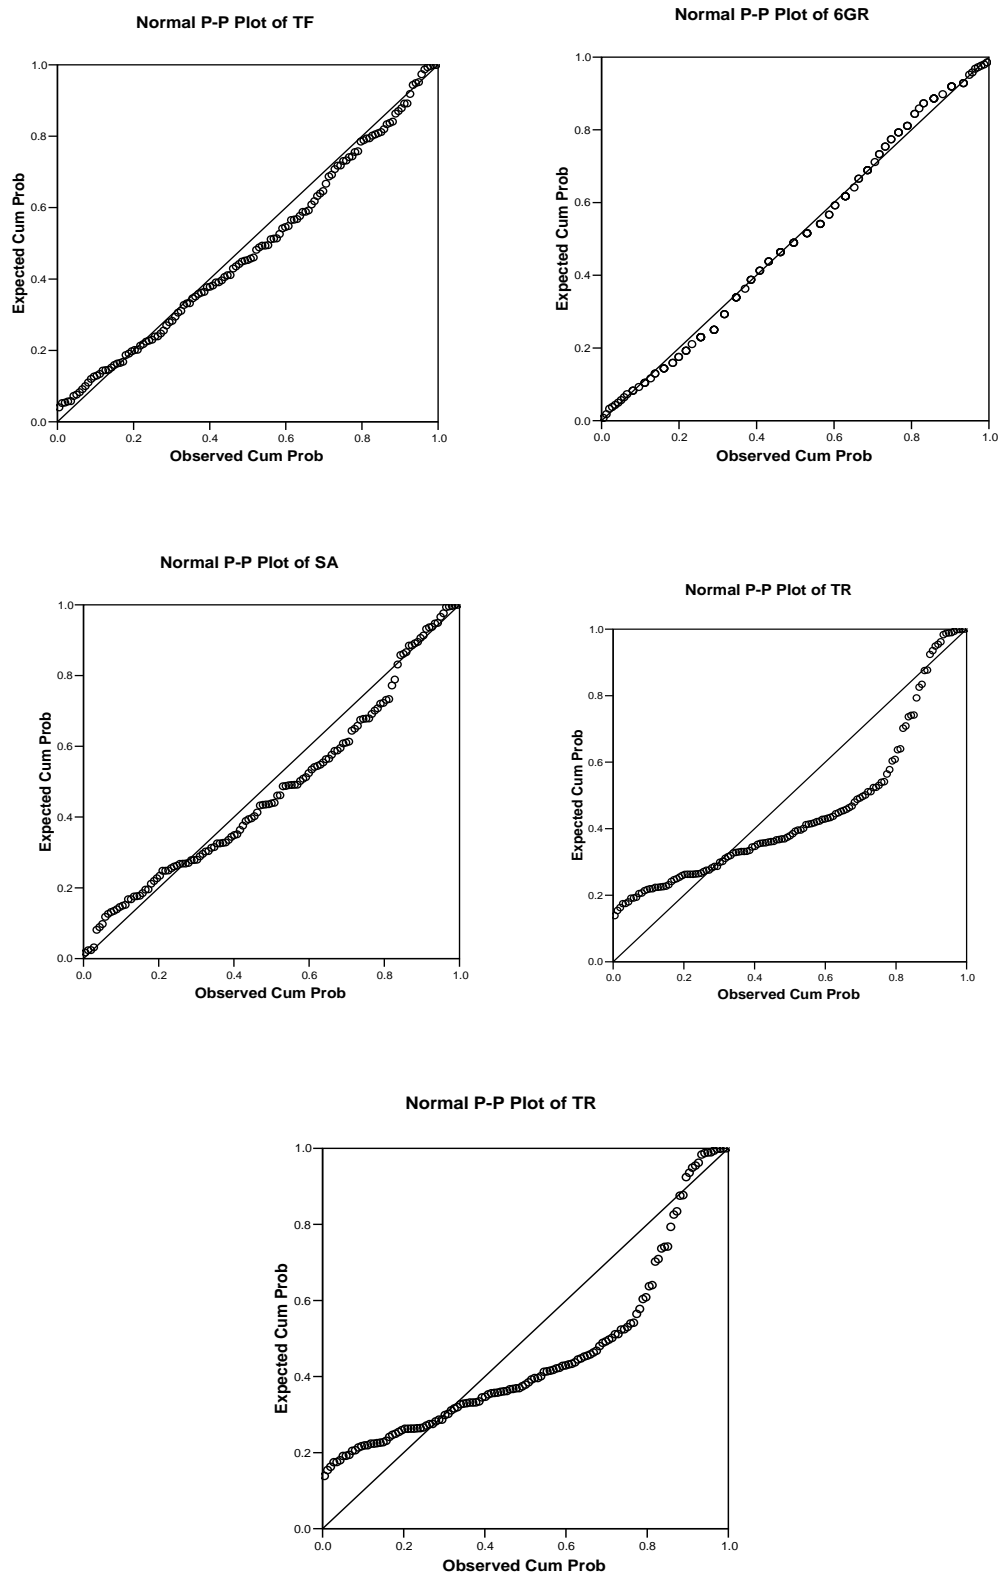 Normal P-P Plot of TF
1.0
0.8
0.6
0.4
0.2
0.0
Expected Cum Prob
0.0 0.2 0.4 0.6 0.8 1.0
Observed Cum Prob
Normal P-P Plot of 6GR
1.0
0.8
0.6
0.4
0.2
0.0
Expected Cum Prob
0.0 0.2 0.4 0.6 0.8 1.0
Observed Cum Prob
Normal P-P Plot of SA
1.0
0.8
0.6
0.4
0.2
0.0
Expected Cum Prob
0.0 0.2 0.4 0.6 0.8 1.0
Observed Cum Prob
Normal P-P Plot of TR
1.0
0.8
0.6
0.4
0.2
0.0
Expected Cum Prob
0.0 0.2 0.4 0.6 0.8 1.0
Observed Cum Prob
Normal P-P Plot of TR
1.0
0.8
0.6
0.4
0.2
0.0
Expected Cum Prob
0.0 0.2 0.4 0.6 0.8 1.0
Observed Cum Prob